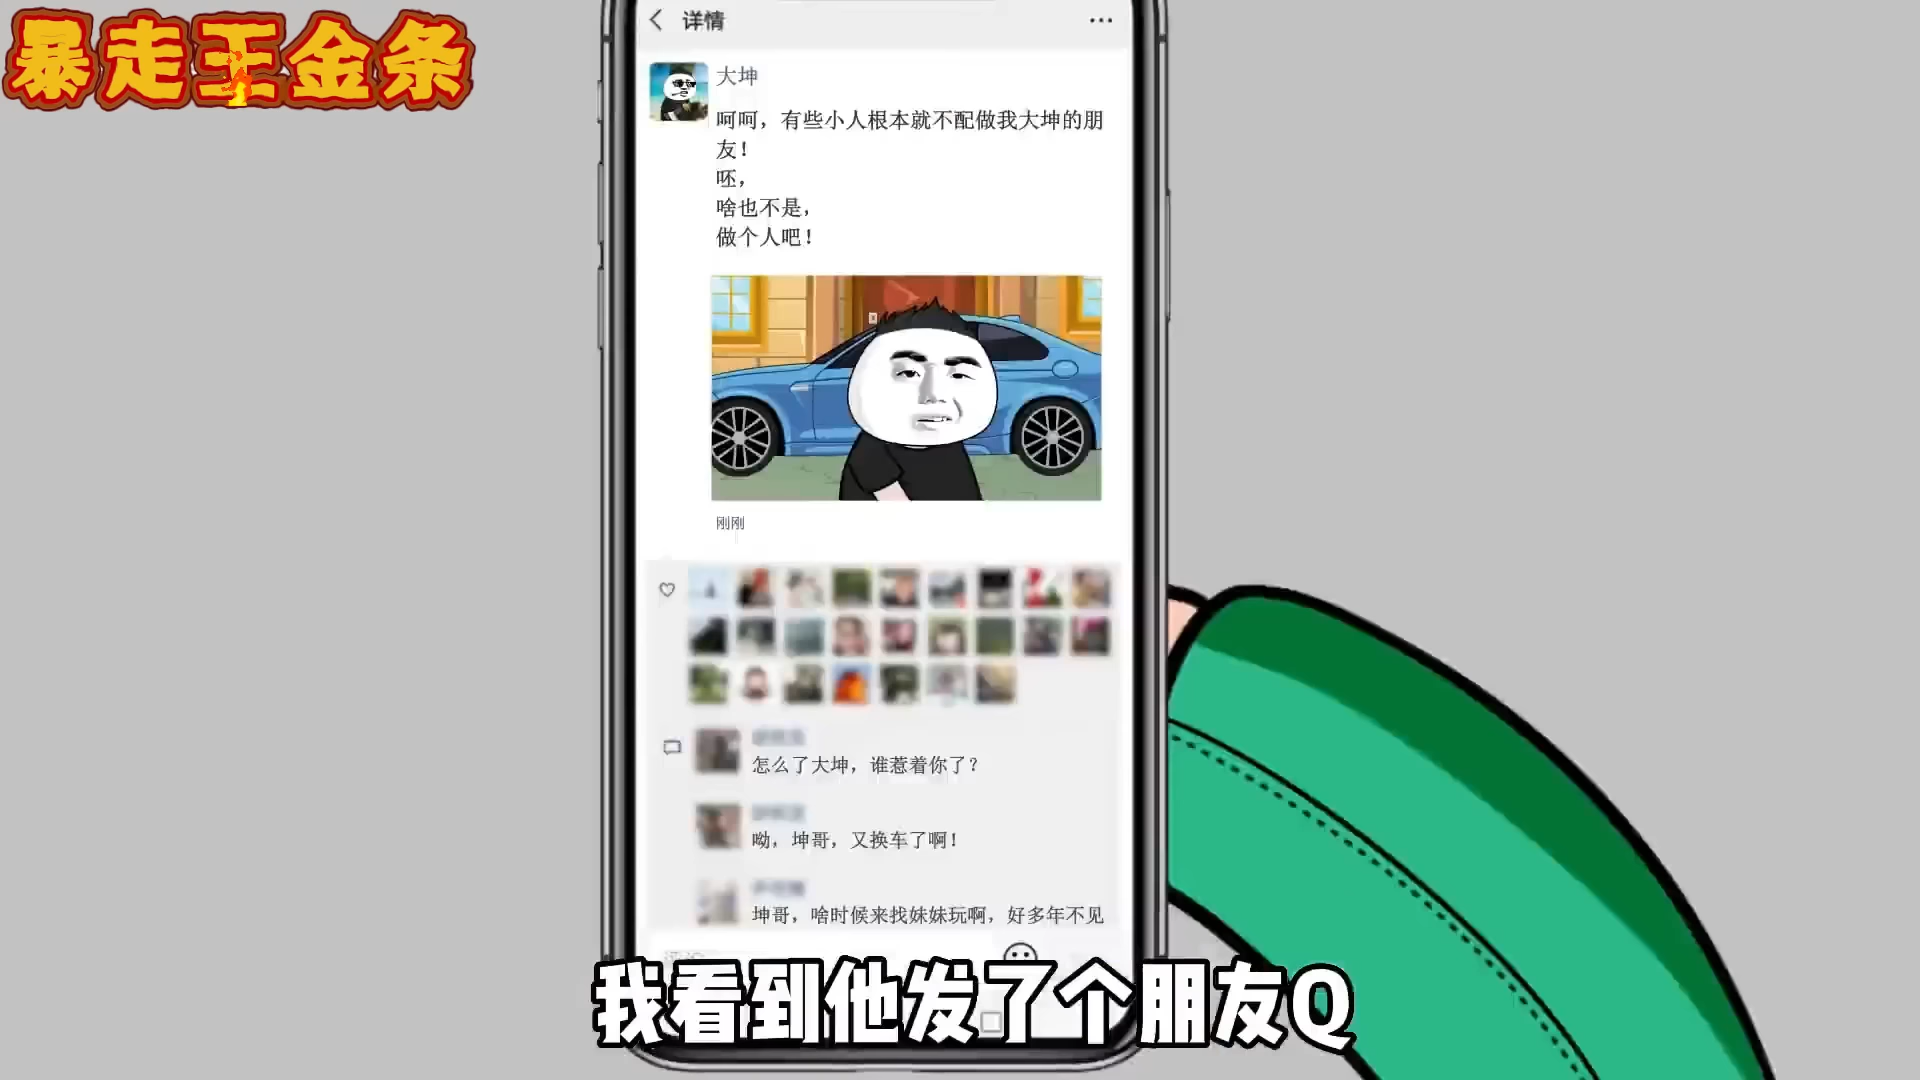 暴走王金条
详情
大坤
呵呵，有些小人根本就不配做我大坤的朋
友！
呸，
啥也不是，
做个人吧！
刚刚
怎么了大坤，谁惹着你了？
呦，坤哥，又换车了啊！
坤哥，啥时候来找妹妹玩啊，好多年不见
我看到他发了个朋友Q